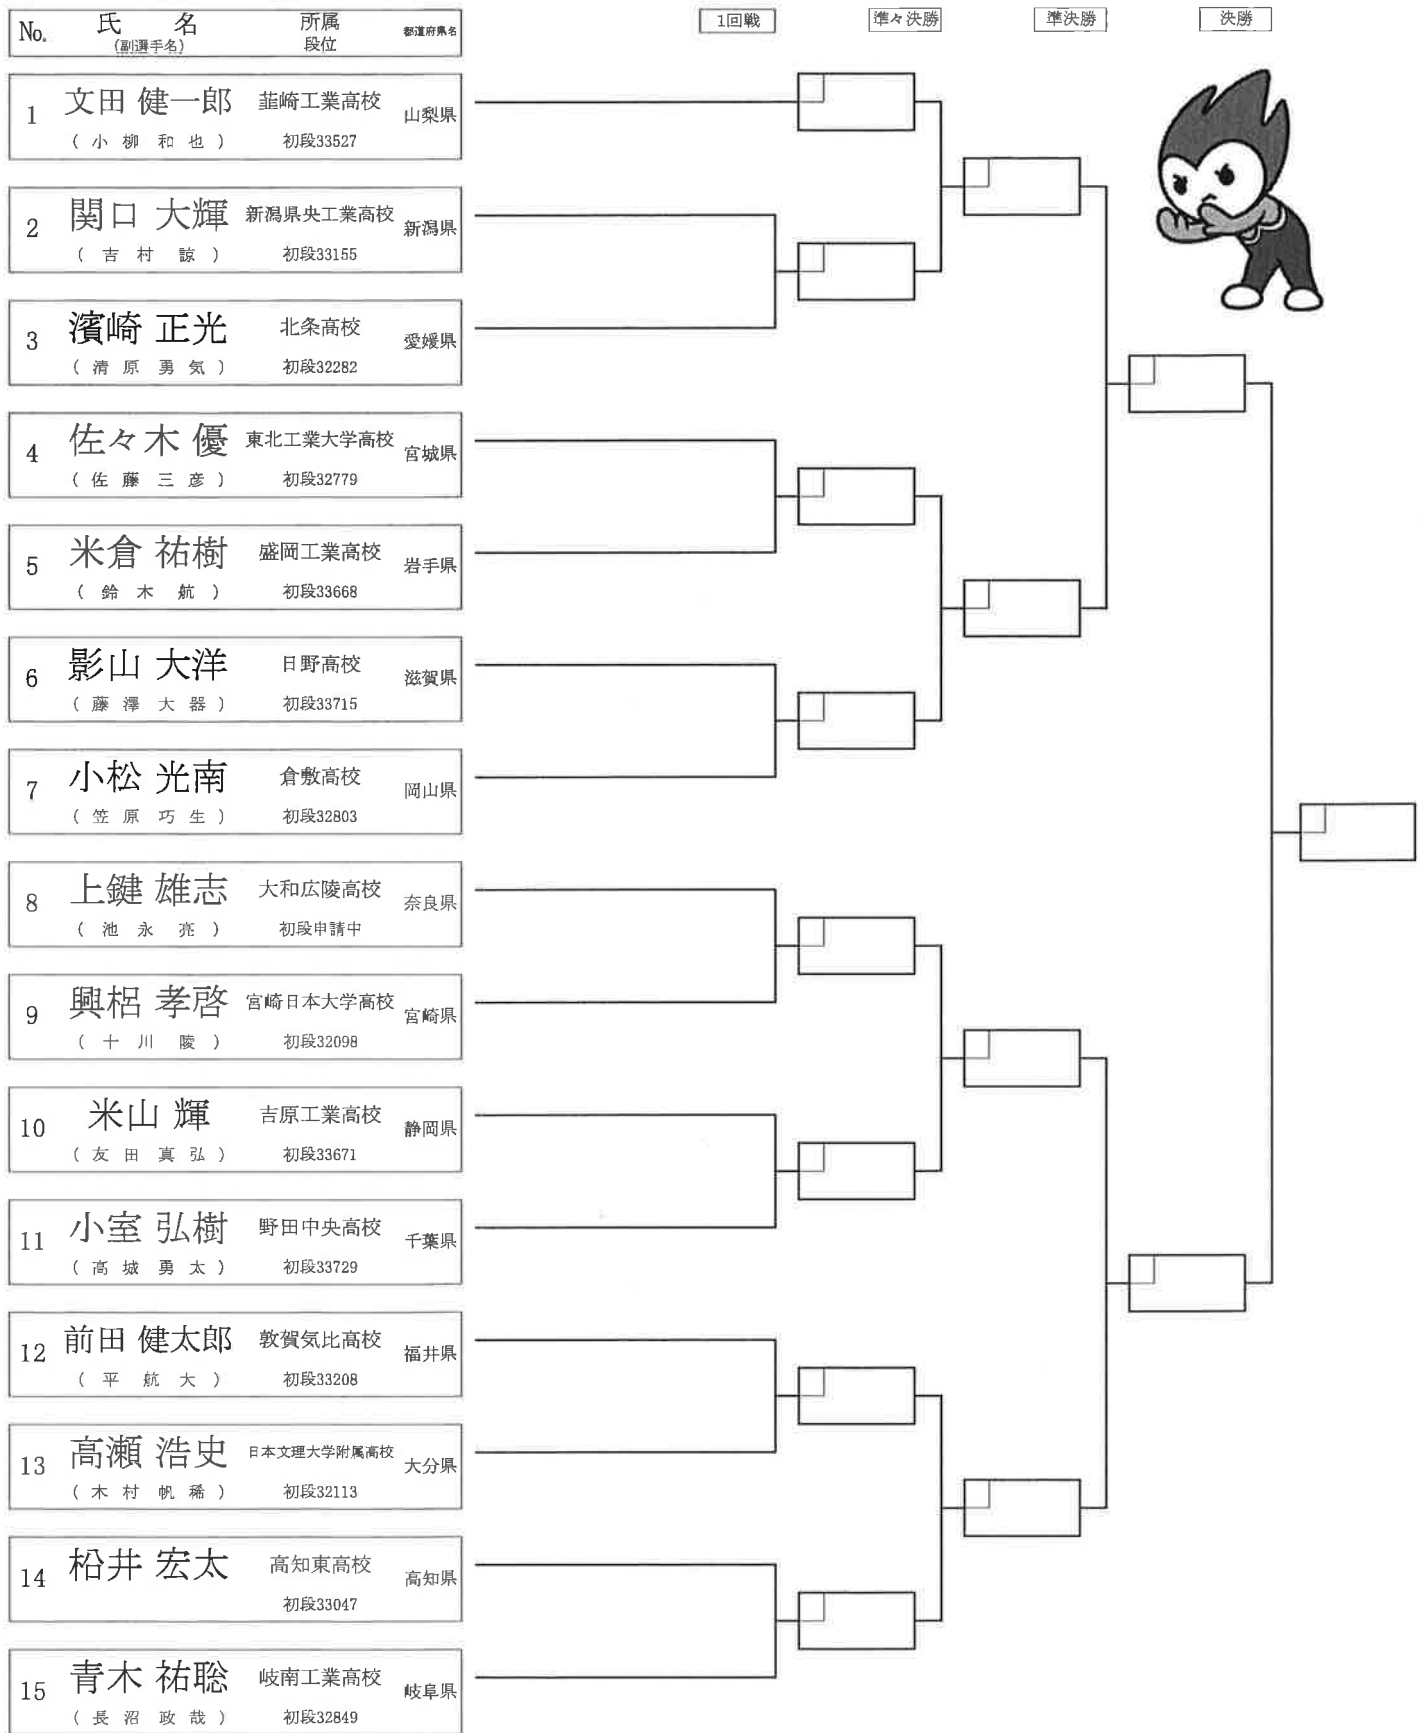 No. 氏 名 所属 都道府県名
(副選手名) 段位
1回戦 準々決勝 準決勝 決勝
1 文田 健一郎 韮崎工業高校 山梨県
( 小 柳 和 也 ) 初段33527
2 関口 大輝 新潟県央工業高校 新潟県
( 吉 村 諒 ) 初段33155
3 濱崎 正光 北条高校 愛媛県
( 清 原 勇 気 ) 初段32282
4 佐々木 優 東北工業大学高校 宮城県
( 佐 藤 三 彦 ) 初段32779
5 米倉 祐樹 盛岡工業高校 岩手県
( 鈴 木 航 ) 初段33668
6 影山 大洋 日野高校 滋賀県
( 藤 澤 大 器 ) 初段33715
7 小松 光南 倉敷高校 岡山県
( 笠 原 巧 生 ) 初段32803
8 上鍵 雄志 大和広陵高校 奈良県
( 池 永 亮 ) 初段申請中
9 興梠 孝啓 宮崎日本大学高校 宮崎県
( 十 川 陵 ) 初段32098
10 米山 輝 吉原工業高校 静岡県
( 友 田 真 弘 ) 初段33671
11 小室 弘樹 野田中央高校 千葉県
( 高 城 勇 太 ) 初段33729
12 前田 健太郎 敦賀気比高校 福井県
( 平 航 大 ) 初段33208
13 高瀬 浩史 日本文理大学附属高校 大分県
( 木 村 帆 稀 ) 初段32113
14 枌井 宏太 高知東高校 高知県
初段33047
15 青木 祐聡 岐南工業高校 岐阜県
( 長 沼 政 哉 ) 初段32849